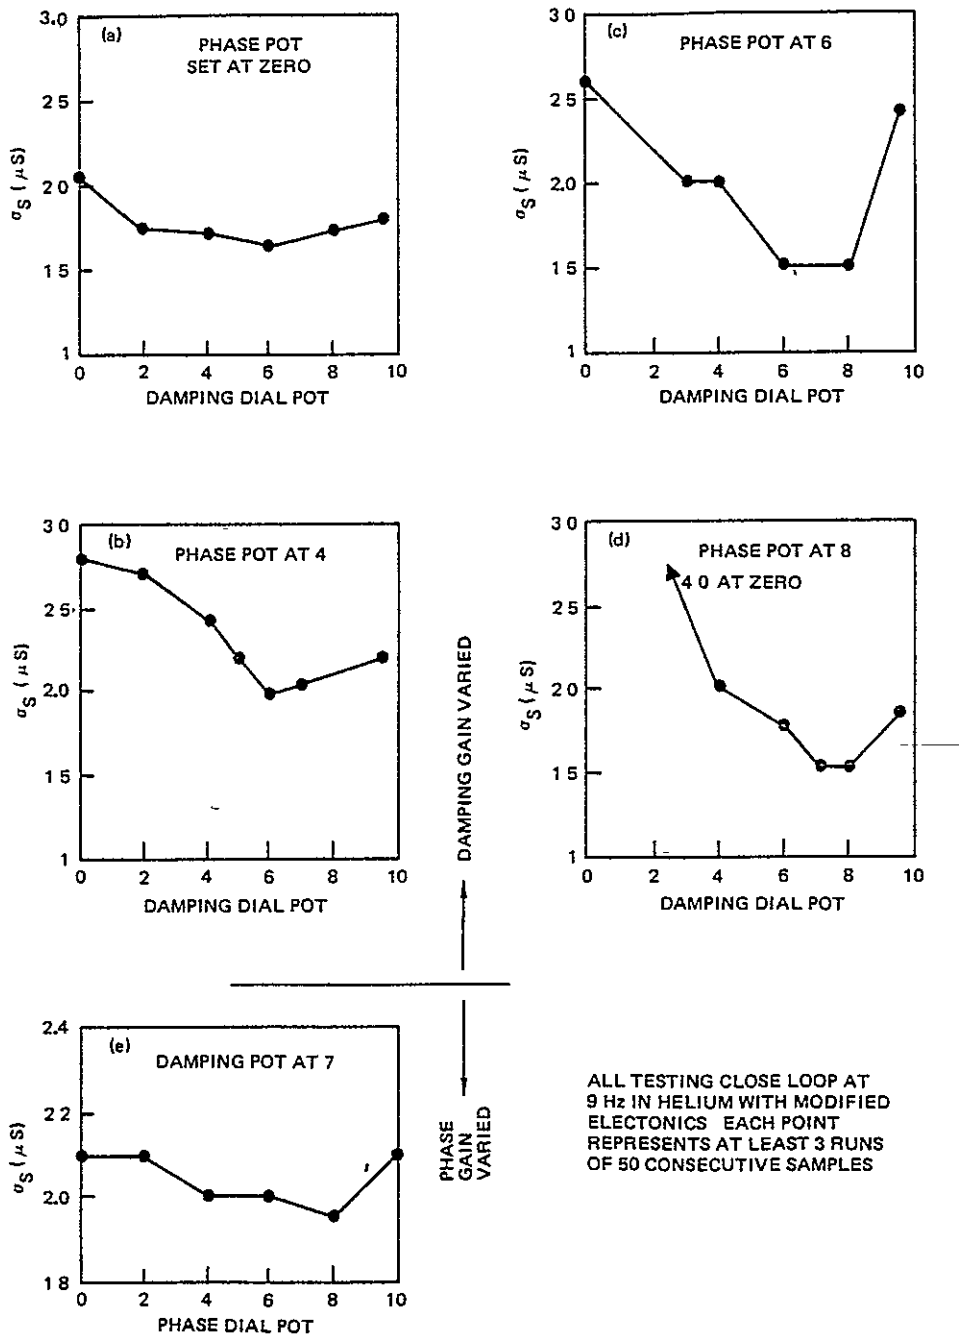 (a)
PHASE POT
SET AT ZERO
3.0
2 5
2 0
1 5
1
σS (μS)
0 2 4 6 8 10
DAMPING DIAL POT
(c)
PHASE POT AT 6
3 0
2 5
2.0
1 5
1
σS (μS)
0 2 4 6 8 10
DAMPING DIAL POT
(b)
PHASE POT AT 4
3 0
2 5
2.0
1 5
1
σS (μS)
0 2 4 6 8 10
DAMPING DIAL POT
(d)
PHASE POT AT 8
4 0 AT ZERO
3 0
2 5
2 0
1 5
1
σS (μS)
0 2 4 6 8 10
DAMPING DIAL POT
DAMPING GAIN VARIED
PHASE
GAIN
VARIED
(e)
DAMPING POT AT 7
2.4
2.2
2.0
1 8
σS (μS)
0 2 4 6 8 10
PHASE DIAL POT
ALL TESTING CLOSE LOOP AT
9 Hz IN HELIUM WITH MODIFIED
ELECTONICS EACH POINT
REPRESENTS AT LEAST 3 RUNS
OF 50 CONSECUTIVE SAMPLES